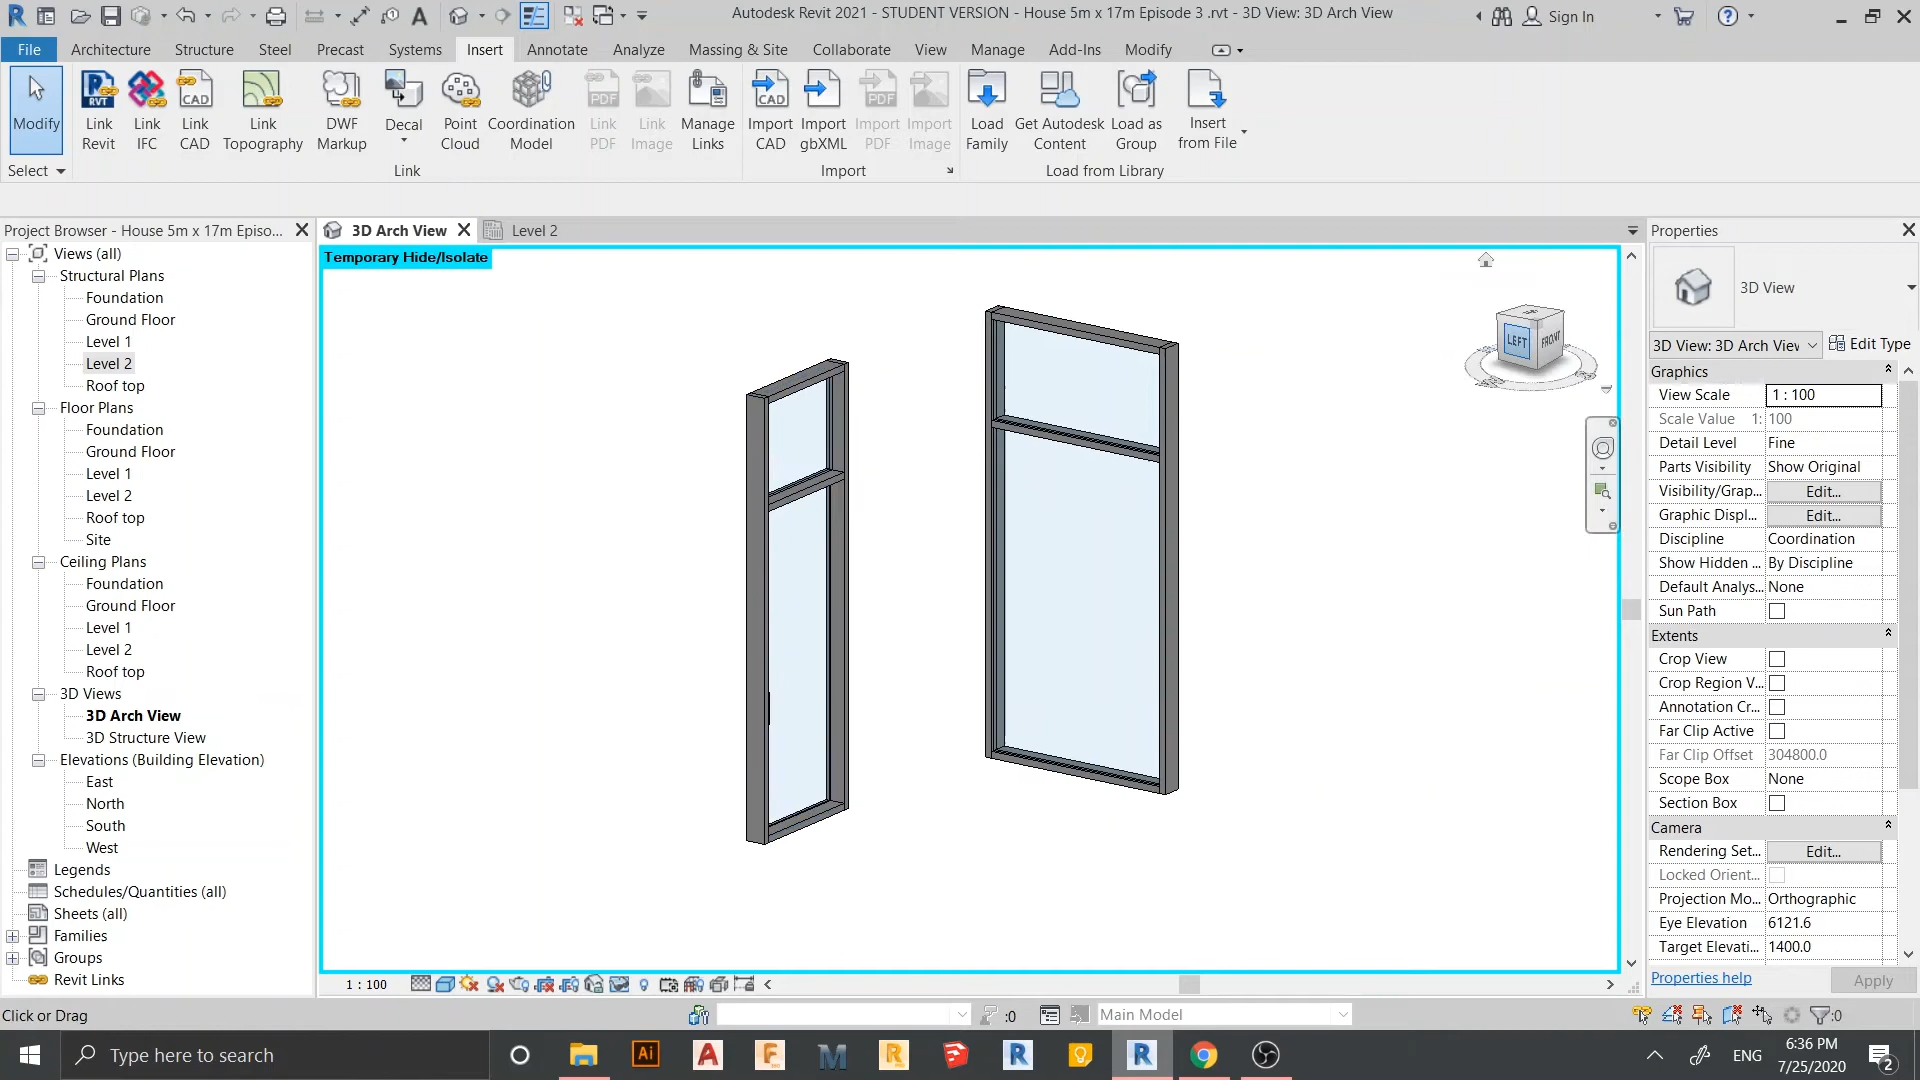 Autodesk Revit 2021 - STUDENT VERSION - House 5m x 17m Episode 3 .rvt - 3D View: 3D Arch View
Sign In
File Architecture Structure Steel Precast Systems Insert Annotate Analyze Massing & Site Collaborate View Manage Add-Ins Modify
Modify
Link Revit
Link IFC
Link CAD
Link Topography
DWF Markup
Decal
Point Cloud
Coordination Model
Link PDF
Link Image
Manage Links
Import CAD
Import gbXML
Import PDF
Import Image
Load Family
Get Autodesk Content
Load as Group
Insert from File
Select
Link
Import
Load from Library
Project Browser - House 5m x 17m Episo...
Views (all)
Structural Plans
Foundation
Ground Floor
Level 1
Level 2
Roof top
Floor Plans
Foundation
Ground Floor
Level 1
Level 2
Roof top
Site
Ceiling Plans
Foundation
Ground Floor
Level 1
Level 2
Roof top
3D Views
3D Arch View
3D Structure View
Elevations (Building Elevation)
East
North
South
West
Legends
Schedules/Quantities (all)
Sheets (all)
Families
Groups
Revit Links
3D Arch View
Level 2
Temporary Hide/Isolate
LEFT
FRONT
1 : 100
Properties
3D View
3D View: 3D Arch View
Edit Type
Graphics
View Scale 1 : 100
Scale Value 1: 100
Detail Level Fine
Parts Visibility Show Original
Visibility/Grap... Edit...
Graphic Displ... Edit...
Discipline Coordination
Show Hidden ... By Discipline
Default Analys... None
Sun Path
Extents
Crop View
Crop Region V...
Annotation Cr...
Far Clip Active
Far Clip Offset 304800.0
Scope Box None
Section Box
Camera
Rendering Set... Edit...
Locked Orient...
Projection Mo... Orthographic
Eye Elevation 6121.6
Target Elevati... 1400.0
Properties help
Apply
Click or Drag
:0
Main Model
:0
Type here to search
ENG
6:36 PM
7/25/2020
2